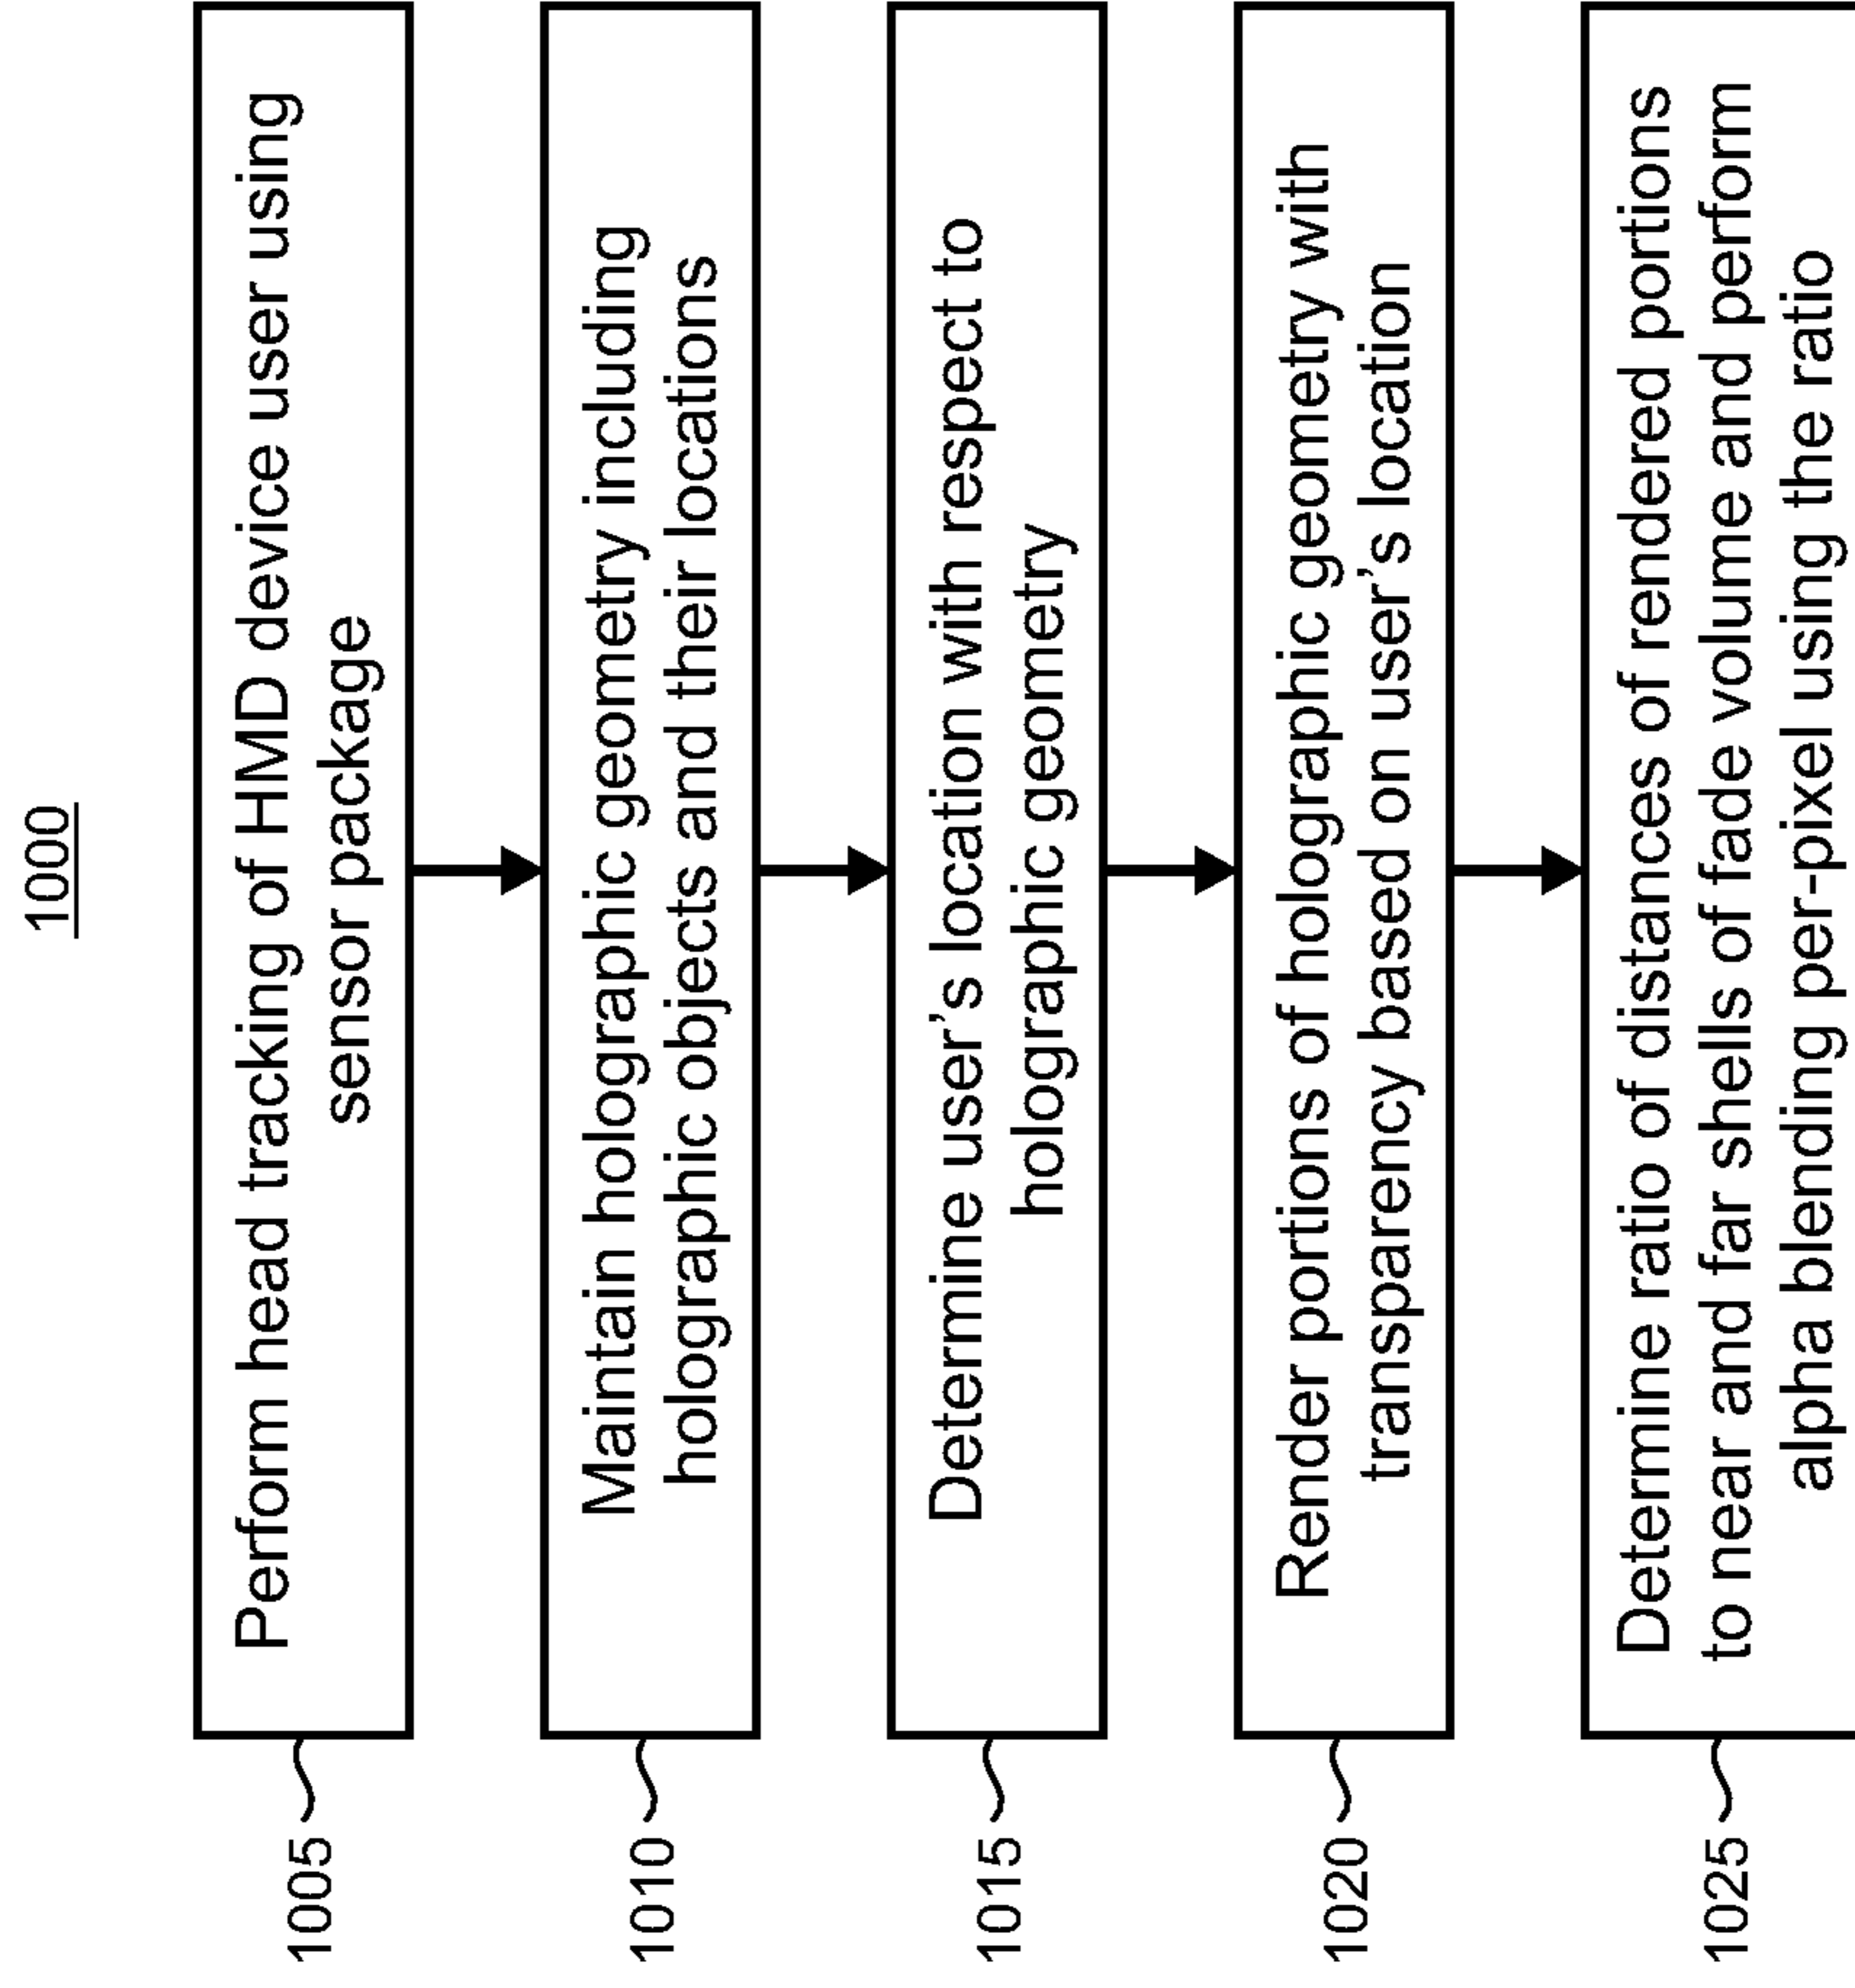 1000
1005
Perform head tracking of HMD device user using
sensor package
1010
Maintain holographic geometry including
holographic objects and their locations
1015
Determine user's location with respect to
holographic geometry
1020
Render portions of holographic geometry with
transparency based on user's location
1025
Determine ratio of distances of rendered portions
to near and far shells of fade volume and perform
alpha blending per-pixel using the ratio